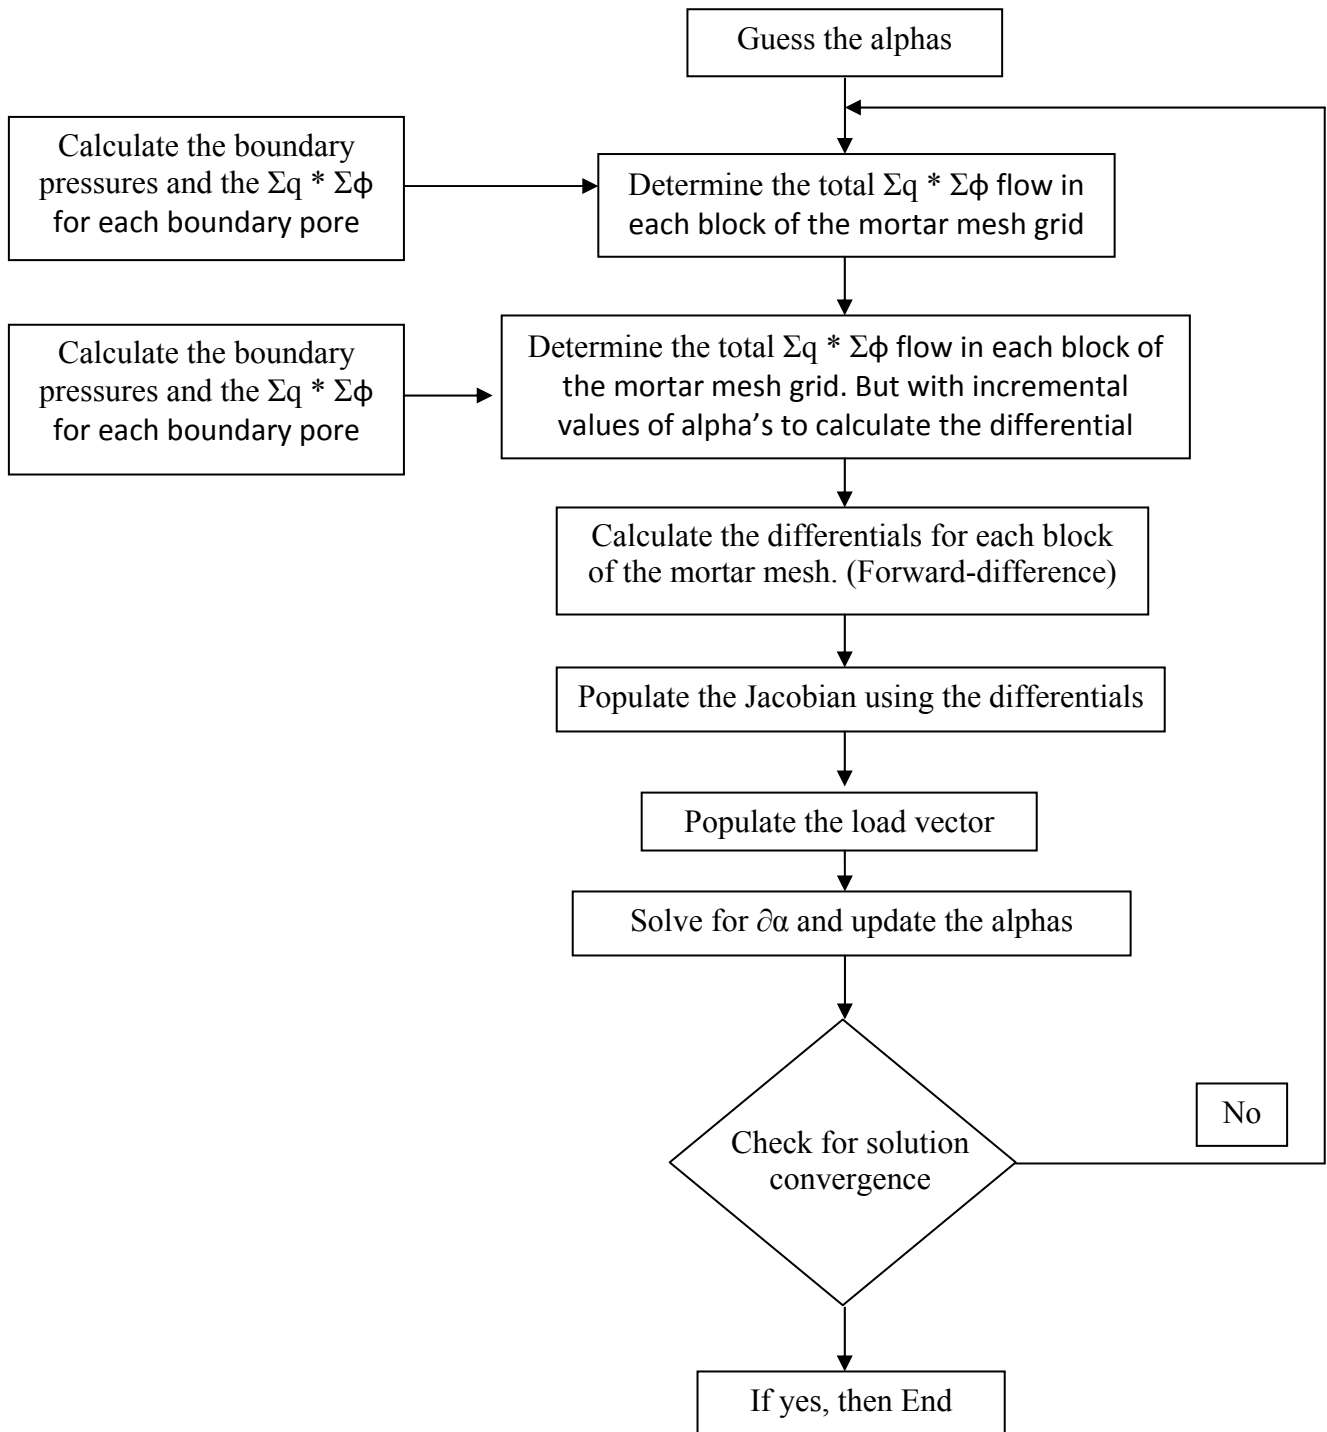 Guess the alphas
Calculate the boundary
pressures and the Σq * Σϕ
for each boundary pore
Determine the total Σq * Σϕ flow in
each block of the mortar mesh grid
Calculate the boundary
pressures and the Σq * Σϕ
for each boundary pore
Determine the total Σq * Σϕ flow in each block of
the mortar mesh grid. But with incremental
values of alpha’s to calculate the differential
Calculate the differentials for each block
of the mortar mesh. (Forward-difference)
Populate the Jacobian using the differentials
Populate the load vector
Solve for ∂α and update the alphas
Check for solution
convergence
No
If yes, then End